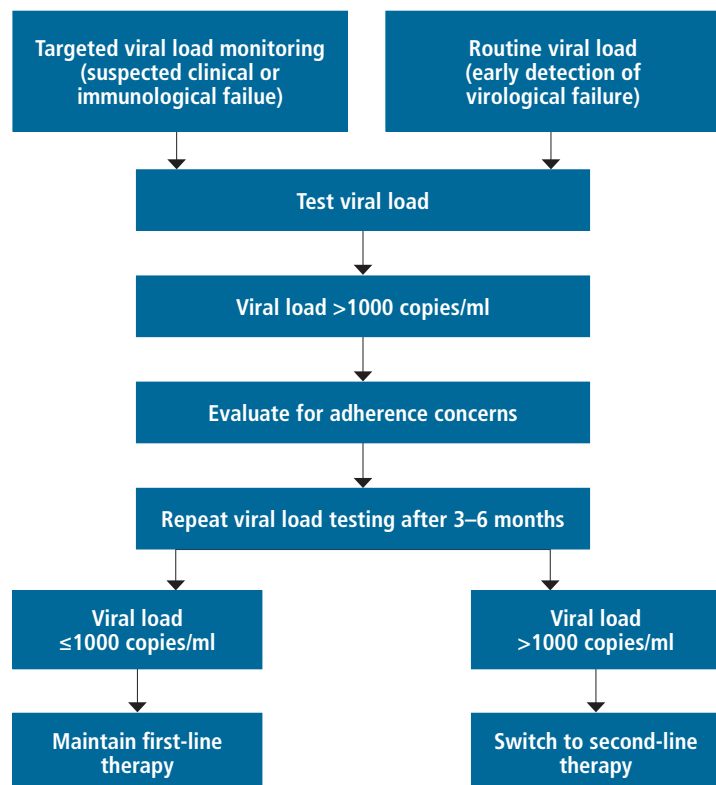 Targeted viral load monitoring
(suspected clinical or
immunological failue)
Routine viral load
(early detection of
virological failure)
Test viral load
Viral load >1000 copies/ml
Evaluate for adherence concerns
Repeat viral load testing after 3–6 months
Viral load
≤1000 copies/ml
Viral load
>1000 copies/ml
Maintain first-line
therapy
Switch to second-line
therapy